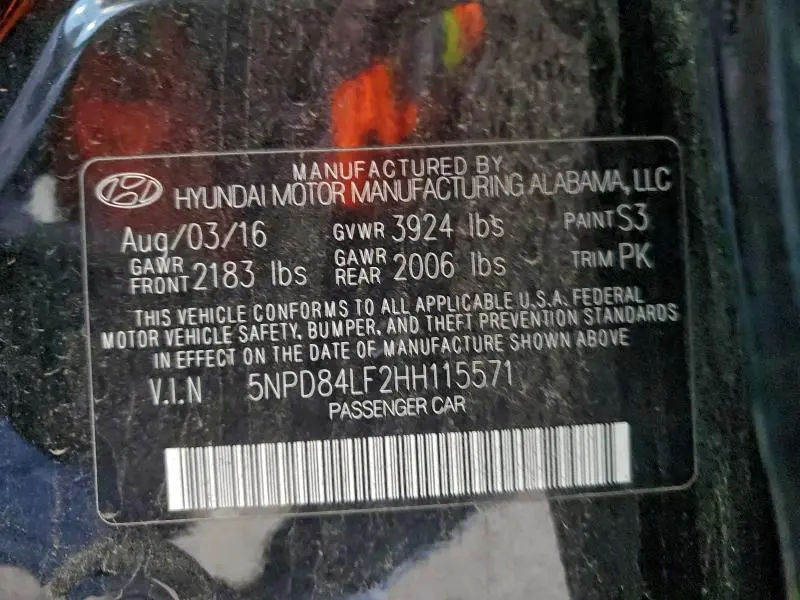 MANUFACTURED BY
HYUNDAI MOTOR MANUFACTURING ALABAMA, LLC
Aug/03/16 GVWR 3924 lbs PAINT S3
GAWR FRONT 2183 lbs GAWR REAR 2006 lbs TRIM PK
THIS VEHICLE CONFORMS TO ALL APPLICABLE U.S.A. FEDERAL
MOTOR VEHICLE SAFETY, BUMPER, AND THEFT PREVENTION STANDARDS
IN EFFECT ON THE DATE OF MANUFACTURE SHOWN ABOVE
V.I.N 5NPD84LF2HH115571
PASSENGER CAR